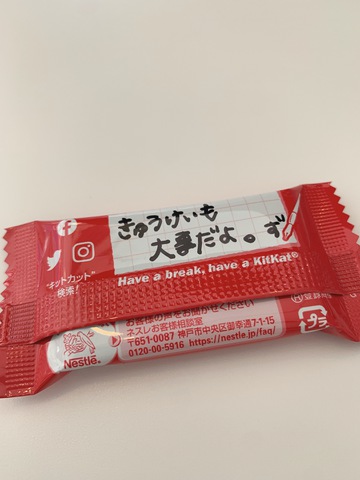 きゅうけいも
大事だよ。ず
"キットカット"
検索!
Have a break, have a KitKat®
お客様の声をお聞かせください
ネスレお客様相談室
〒651-0087 神戸市中央区御幸通7-1-15
0120-00-5916 https://nestle.jp/faq/
Nestle.
プラ